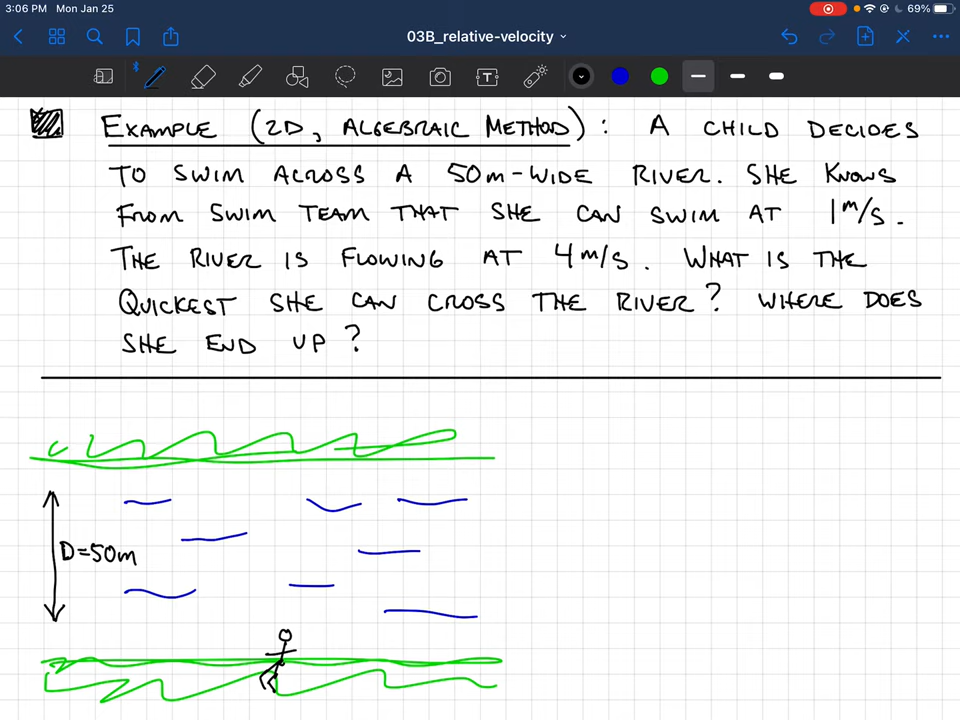 3:06 PM Mon Jan 25
69%
03B_relative-velocity
T
EXAMPLE (2D, ALGEBRAIC METHOD): A CHILD DECIDES
TO SWIM ACROSS A 50m-WIDE RIVER. SHE KNOWS
FROM SWIM TEAM THAT SHE CAN SWIM AT 1 m/s.
THE RIVER IS FLOWING AT 4 m/s. WHAT IS THE
QUICKEST SHE CAN CROSS THE RIVER? WHERE DOES
SHE END UP?
D=50m